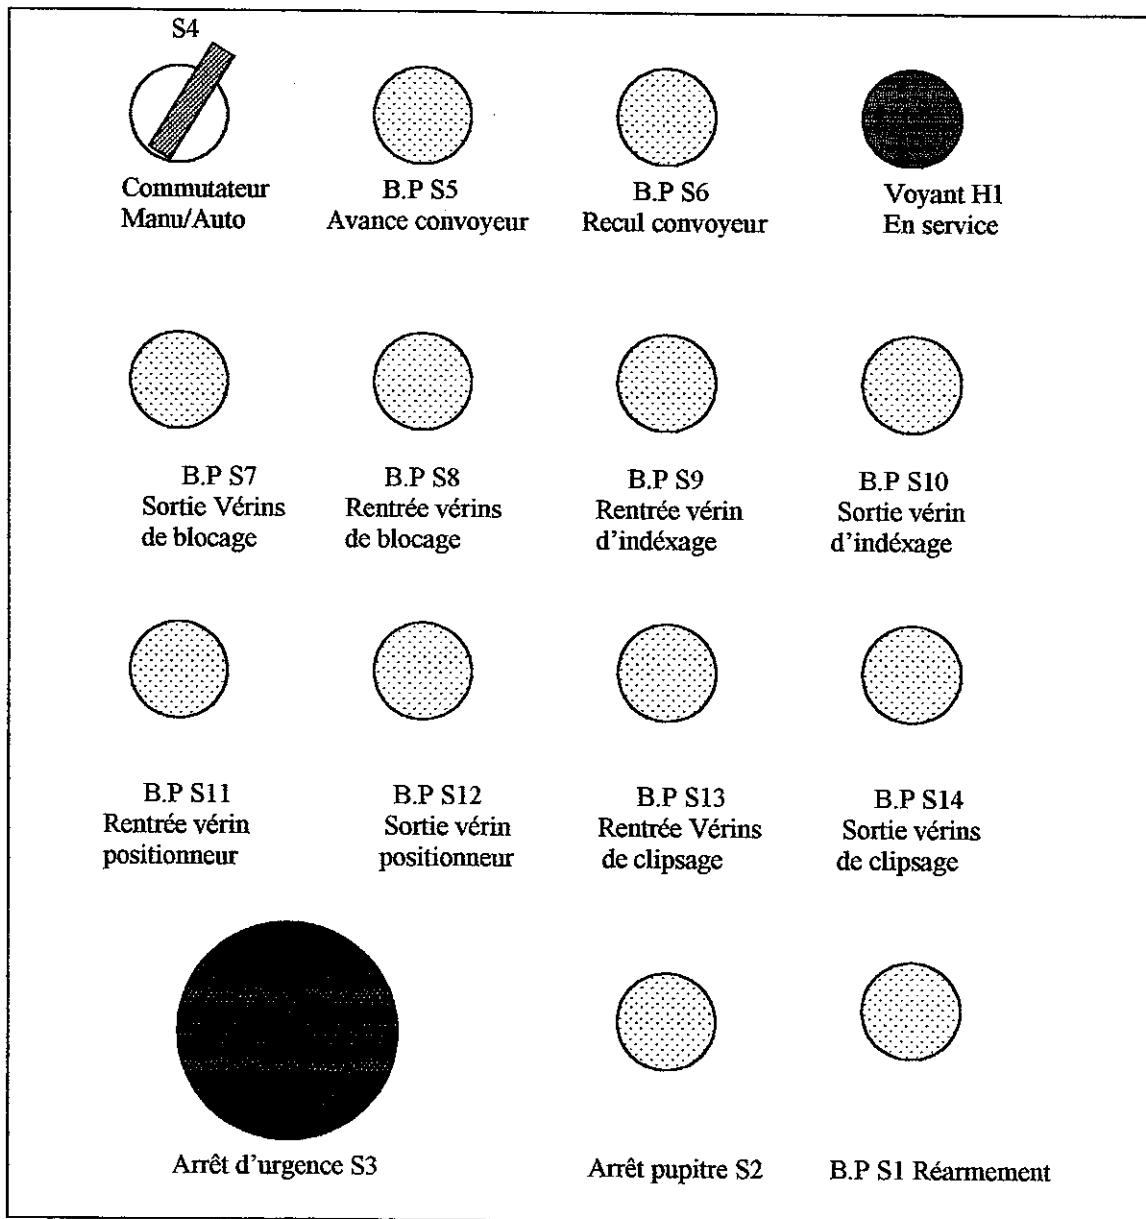 S4
Commutateur
Manu/Auto
B.P S5
Avance convoyeur
B.P S6
Recul convoyeur
Voyant H1
En service
B.P S7
Sortie Vérins
de blocage
B.P S8
Rentrée vérins
de blocage
B.P S9
Rentrée vérin
d'indéxage
B.P S10
Sortie vérin
d'indéxage
B.P S11
Rentrée vérin
positionneur
B.P S12
Sortie vérin
positionneur
B.P S13
Rentrée Vérins
de clipsage
B.P S14
Sortie vérins
de clipsage
Arrêt d'urgence S3
Arrêt pupitre S2
B.P S1 Réarmement